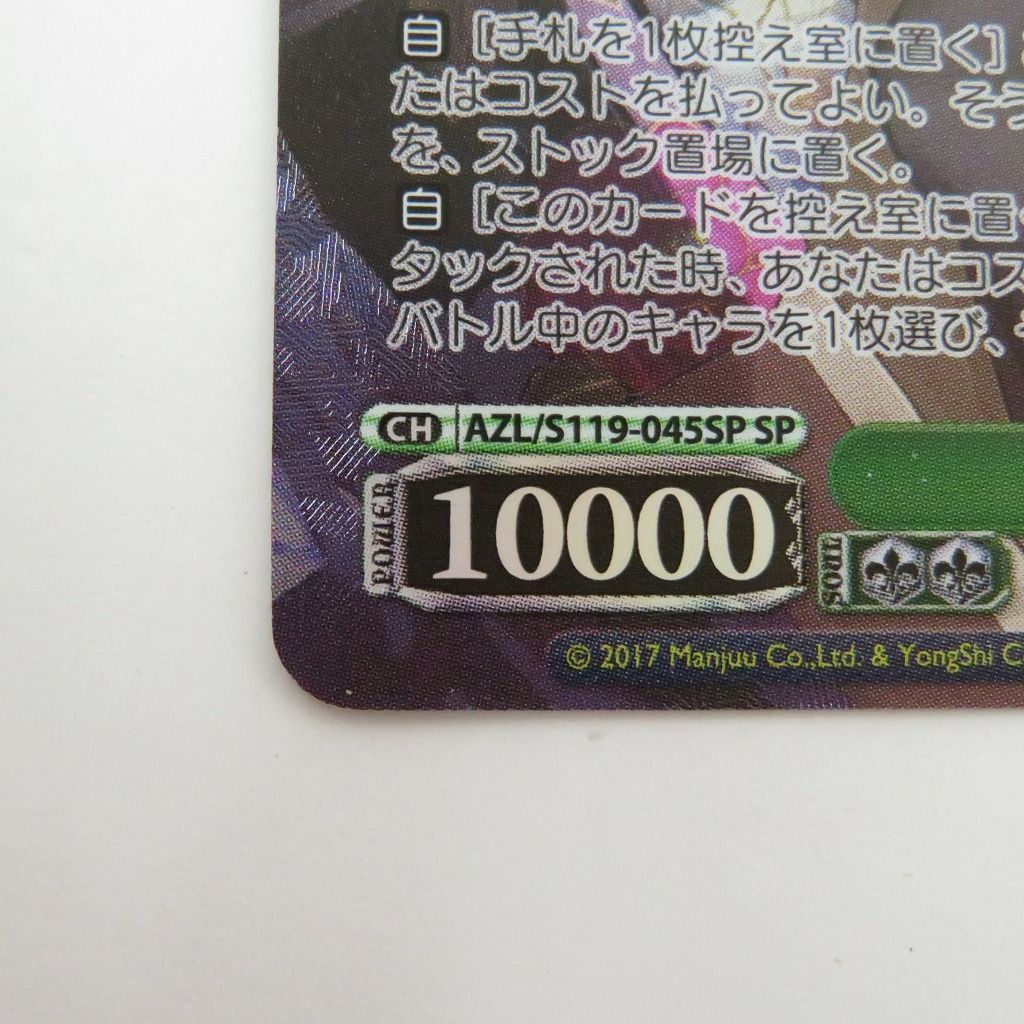 自 [手札を1枚控え室に置く]
たはコストを払ってよい。そう
を、ストック置場に置く。
自 [このカードを控え室に置く
タックされた時、あなたはコス
バトル中のキャラを1枚選び、そ
CH AZL/S119-045SP SP
POWER 10000
SOUL
© 2017 Manjuu Co.,Ltd. & YongShi C